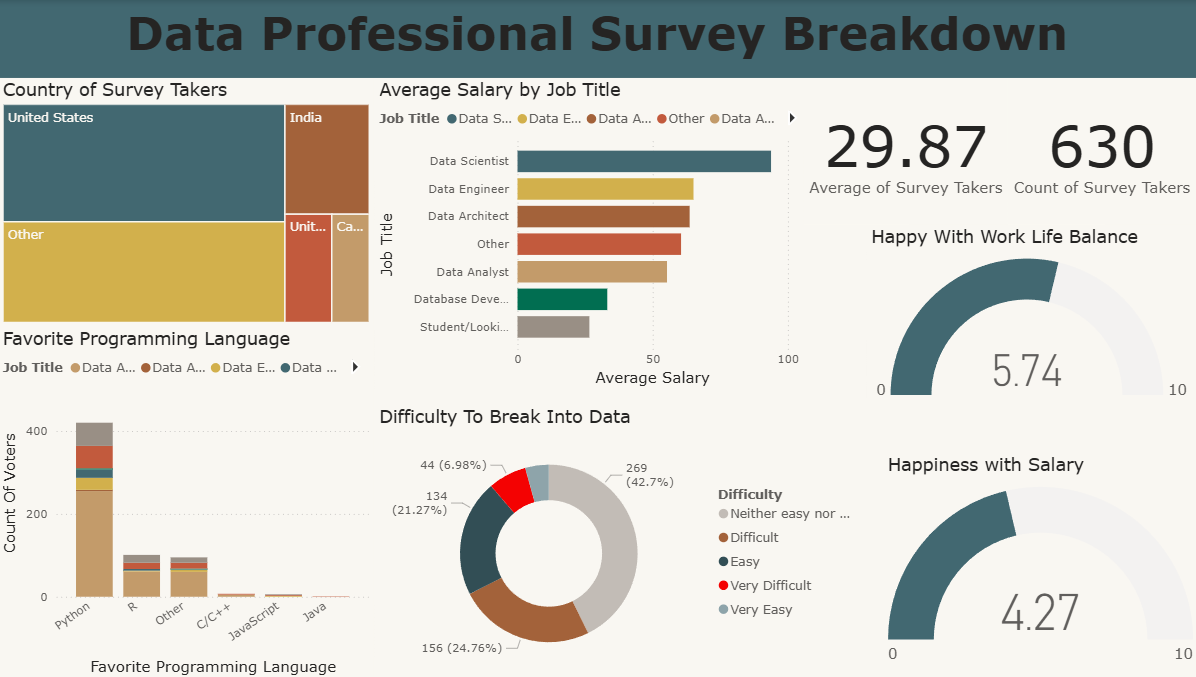 Data Professional Survey Breakdown
Country of Survey Takers
United States
India
Other
Unit...
Ca...
Average Salary by Job Title
Job Title Data S... Data E... Data A... Other Data A...
Job Title
Data Scientist
Data Engineer
Data Architect
Other
Data Analyst
Database Deve...
Student/Looki...
0 50 100
Average Salary
29.87
Average of Survey Takers
630
Count of Survey Takers
Happy With Work Life Balance
5.74
0 10
Favorite Programming Language
Job Title Data A... Data A... Data E... Data ...
Count Of Voters
400
200
0
Python R Other C/C++ JavaScript Java
Favorite Programming Language
Difficulty To Break Into Data
44 (6.98%)
269
(42.7%)
134
(21.27%)
156 (24.76%)
Difficulty
Neither easy nor ...
Difficult
Easy
Very Difficult
Very Easy
Happiness with Salary
4.27
0 10